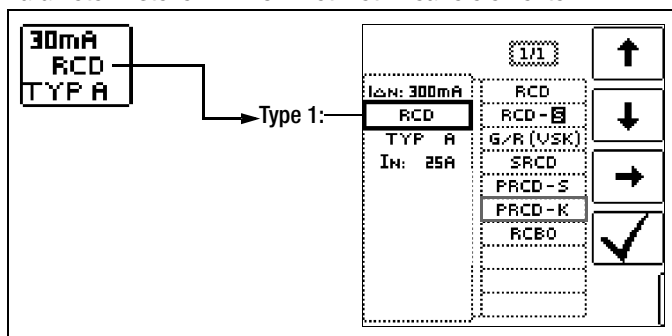 30mA
RCD
TYP A
Type 1:
1/1
I∆N: 300mA
RCD
TYP A
IN: 25A
RCD
RCD - S
G/R (VSK)
SRCD
PRCD - S
PRCD - K
RCBO